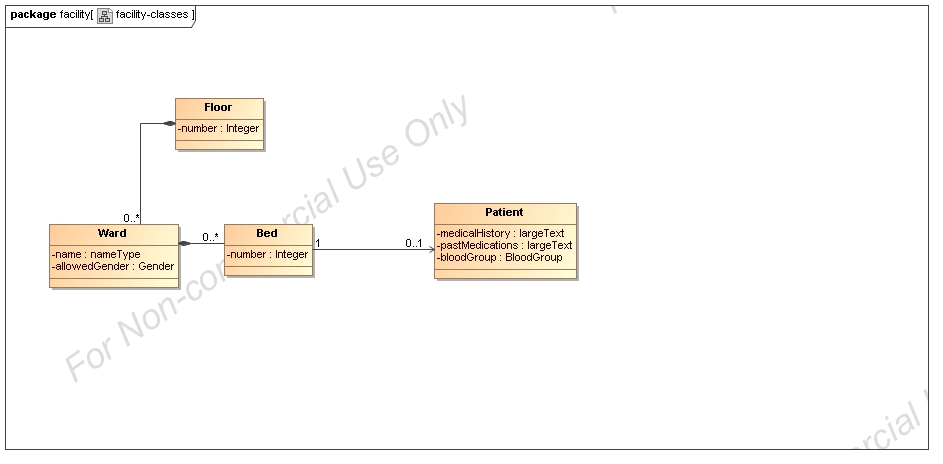 package facility[ facility-classes ]
Floor
-number : Integer
0..*
Ward
-name : nameType
-allowedGender : Gender
0..*
Bed
-number : Integer
1
0..1
Patient
-medicalHistory : largeText
-pastMedications : largeText
-bloodGroup : BloodGroup
For Non-commercial Use Only